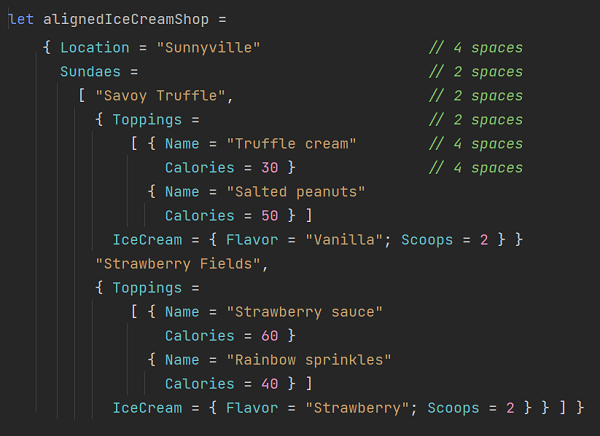 let alignedIceCreamShop =
    { Location = "Sunnyville"                    // 4 spaces
      Sundaes =                                  // 2 spaces
        [ "Savoy Truffle",                       // 2 spaces
          { Toppings =                           // 2 spaces
              [ { Name = "Truffle cream"         // 4 spaces
                  Calories = 30 }                // 4 spaces
                { Name = "Salted peanuts"
                  Calories = 50 } ]
            IceCream = { Flavor = "Vanilla"; Scoops = 2 } }
          "Strawberry Fields",
          { Toppings =
              [ { Name = "Strawberry sauce"
                  Calories = 60 }
                { Name = "Rainbow sprinkles"
                  Calories = 40 } ]
            IceCream = { Flavor = "Strawberry"; Scoops = 2 } } ] }